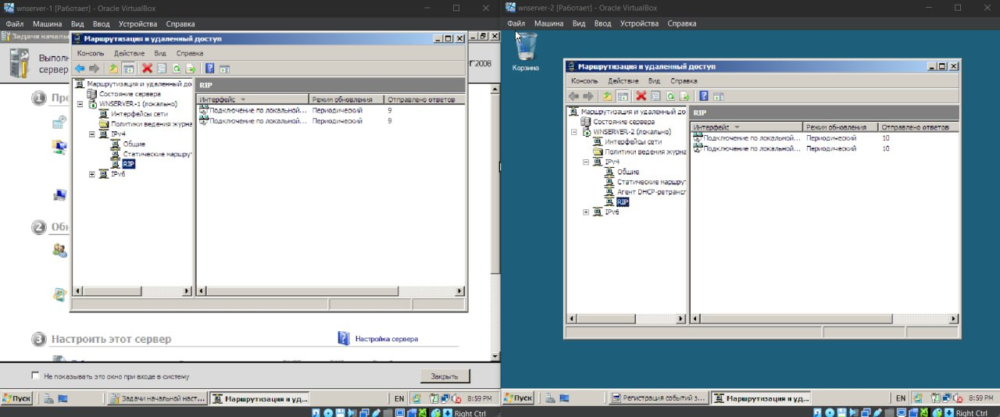 wnserver-1 [Работает] - Oracle VirtualBox
Файл Машина Вид Ввод Устройства Справка
Задачи началь
Выполн
сервер
2008
1 Пре
2 Обн
3 Настроить этот сервер
Настройка сервера
Маршрутизация и удаленный доступ
Консоль Действие Вид Справка
Маршрутизация и удаленный до
Состояние сервера
WNSERVER-1 (локально)
Интерфейсы сети
Политики ведения журна
IPv4
Общие
Статические маршрут
RIP
IPv6
RIP
Интерфейс Режим обновления Отправлено ответов
Подключение по локальной... Периодический 9
Подключение по локальной... Периодический 9
Не показывать это окно при входе в систему
Закрыть
Пуск Задачи начальной наст... Маршрутизация и уд... EN 8:59 PM
Right Ctrl
wnserver-2 [Работает] - Oracle VirtualBox
Файл Машина Вид Ввод Устройства Справка
Корзина
Маршрутизация и удаленный доступ
Консоль Действие Вид Справка
Маршрутизация и удаленный до
Состояние сервера
WNSERVER-2 (локально)
Интерфейсы сети
Политики ведения журна
IPv4
Общие
Статические маршрут
Агент DHCP-ретрансл
RIP
IPv6
RIP
Интерфейс Режим обновления Отправлено ответов
Подключение по локальной... Периодический 10
Подключение по локальной... Периодический 10
Пуск Регистрация событий з... Маршрутизация и уд... EN 8:59 PM
Right Ctrl